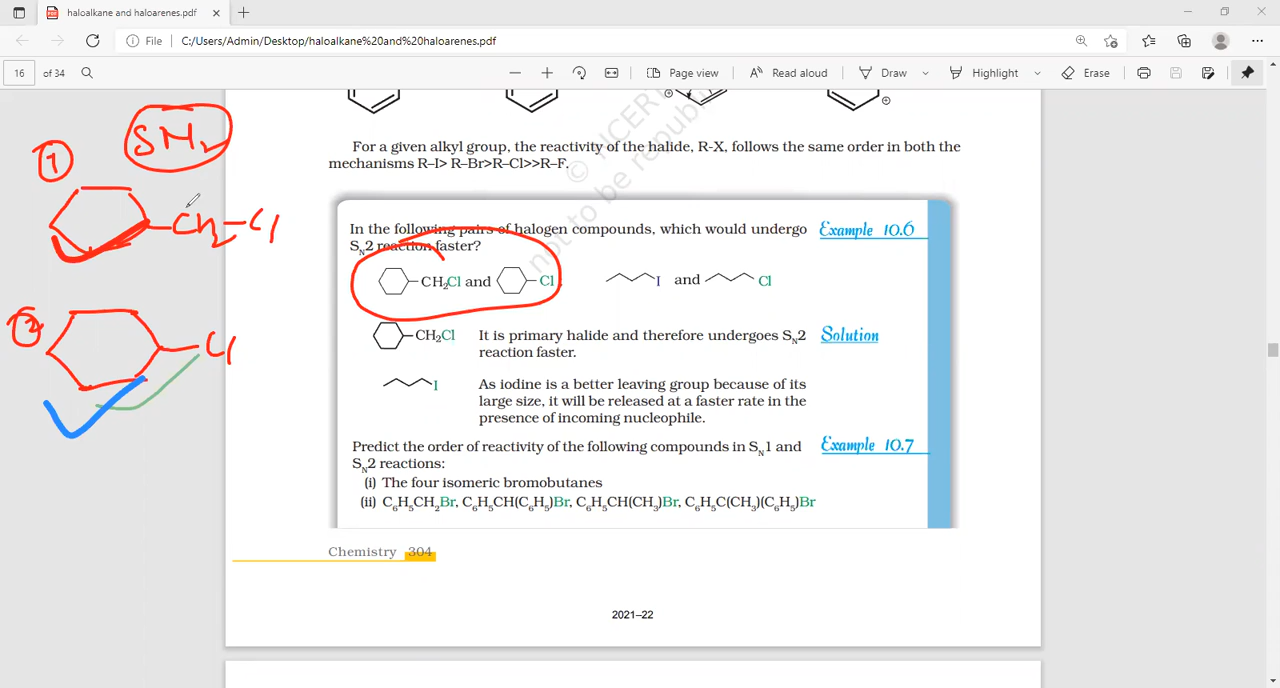 haloalkane and haloarenes.pdf
File C:/Users/Admin/Desktop/haloalkane%20and%20haloarenes.pdf
16 of 34 Page view Read aloud Draw Highlight Erase
SN2
1
CH2-Cl
2
Cl
© NCERT
not to be republi
For a given alkyl group, the reactivity of the halide, R-X, follows the same order in both the
mechanisms R–I> R–Br>R–Cl>>R–F.
In the following pairs of halogen compounds, which would undergo Example 10.6
SN2 reaction faster?
CH2Cl and Cl I and Cl
CH2Cl It is primary halide and therefore undergoes SN2 Solution
reaction faster.
I As iodine is a better leaving group because of its
large size, it will be released at a faster rate in the
presence of incoming nucleophile.
Predict the order of reactivity of the following compounds in SN1 and Example 10.7
SN2 reactions:
(i) The four isomeric bromobutanes
(ii) C6H5CH2Br, C6H5CH(C6H5)Br, C6H5CH(CH3)Br, C6H5C(CH3)(C6H5)Br
Chemistry 304
2021–22